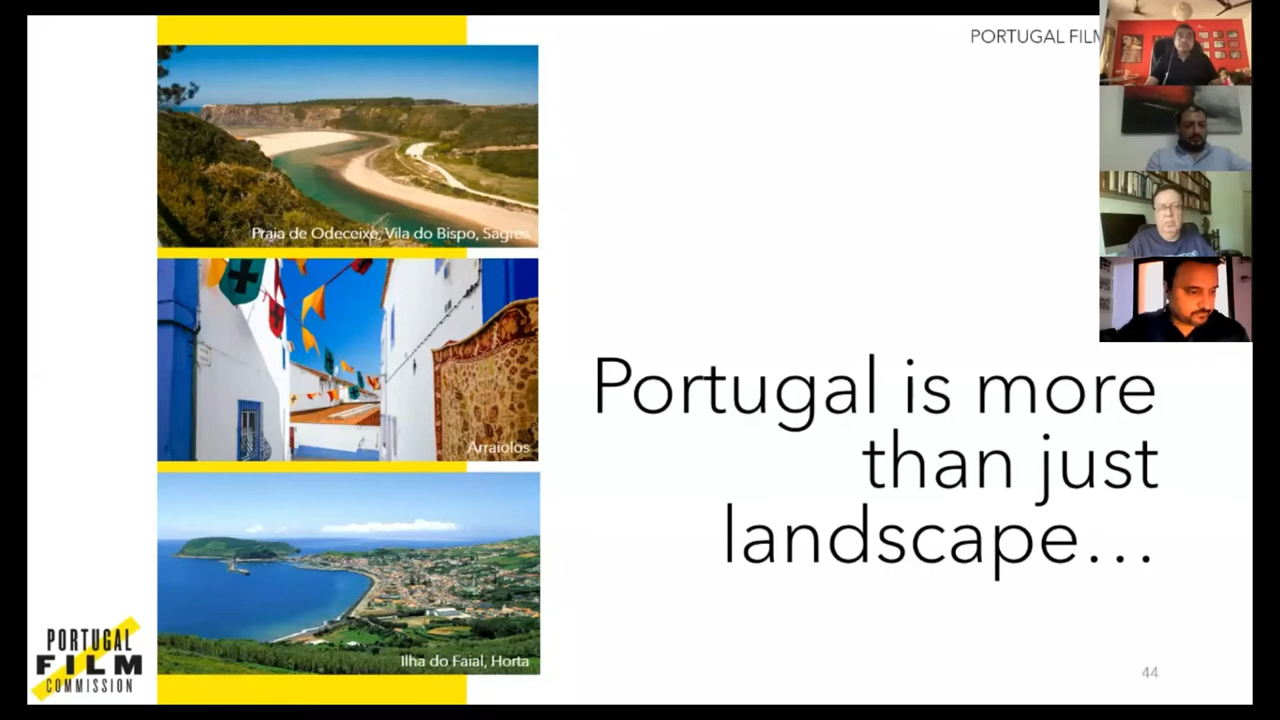 PORTUGAL FILM
Praia de Odeceixe, Vila do Bispo, Sagres
Arraiolos
Ilha do Faial, Horta
Portugal is more
than just
landscape...
PORTUGAL
FILM
COMMISSION
44